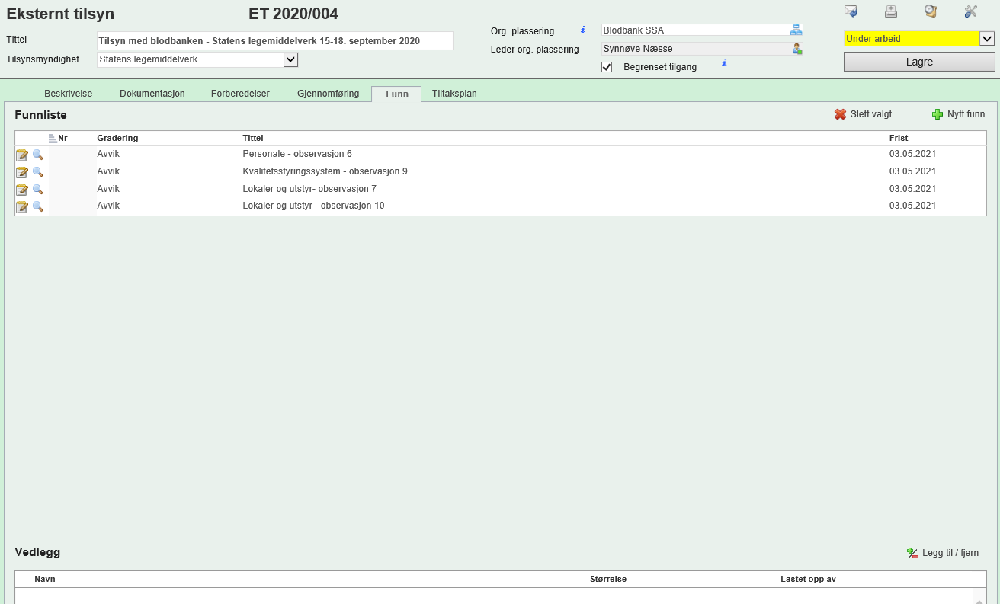 Eksternt tilsyn ET 2020/004
Tittel Tilsyn med blodbanken - Statens legemiddelverk 15-18. september 2020
Tilsynsmyndighet Statens legemiddelverk
Org. plassering Blodbank SSA
Leder org. plassering Synnøve Næsse
Begrenset tilgang
Under arbeid
Lagre
Beskrivelse Dokumentasjon Forberedelser Gjennomføring Funn Tiltaksplan
Funnliste Slett valgt Nytt funn
Nr Gradering Tittel Frist
Avvik Personale - observasjon 6 03.05.2021
Avvik Kvalitetsstyringssystem - observasjon 9 03.05.2021
Avvik Lokaler og utstyr- observasjon 7 03.05.2021
Avvik Lokaler og utstyr - observasjon 10 03.05.2021
Vedlegg Legg til / fjern
Navn Størrelse Lastet opp av